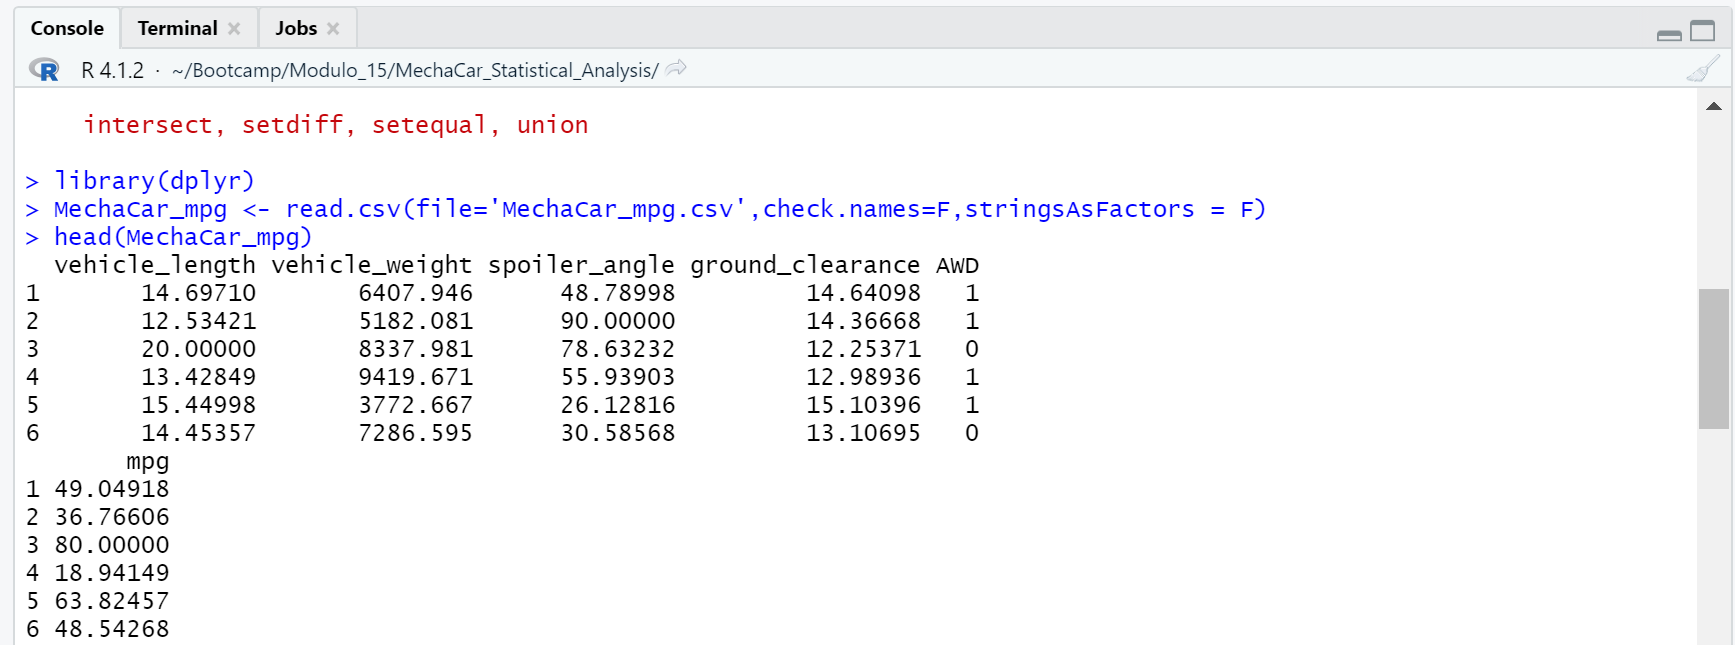 Console Terminal Jobs
R R 4.1.2 · ~/Bootcamp/Modulo_15/MechaCar_Statistical_Analysis/
    intersect, setdiff, setequal, union
> library(dplyr)
> MechaCar_mpg <- read.csv(file='MechaCar_mpg.csv',check.names=F,stringsAsFactors = F)
> head(MechaCar_mpg)
  vehicle_length vehicle_weight spoiler_angle ground_clearance AWD
1       14.69710       6407.946      48.78998         14.64098   1
2       12.53421       5182.081      90.00000         14.36668   1
3       20.00000       8337.981      78.63232         12.25371   0
4       13.42849       9419.671      55.93903         12.98936   1
5       15.44998       3772.667      26.12816         15.10396   1
6       14.45357       7286.595      30.58568         13.10695   0
       mpg
1 49.04918
2 36.76606
3 80.00000
4 18.94149
5 63.82457
6 48.54268